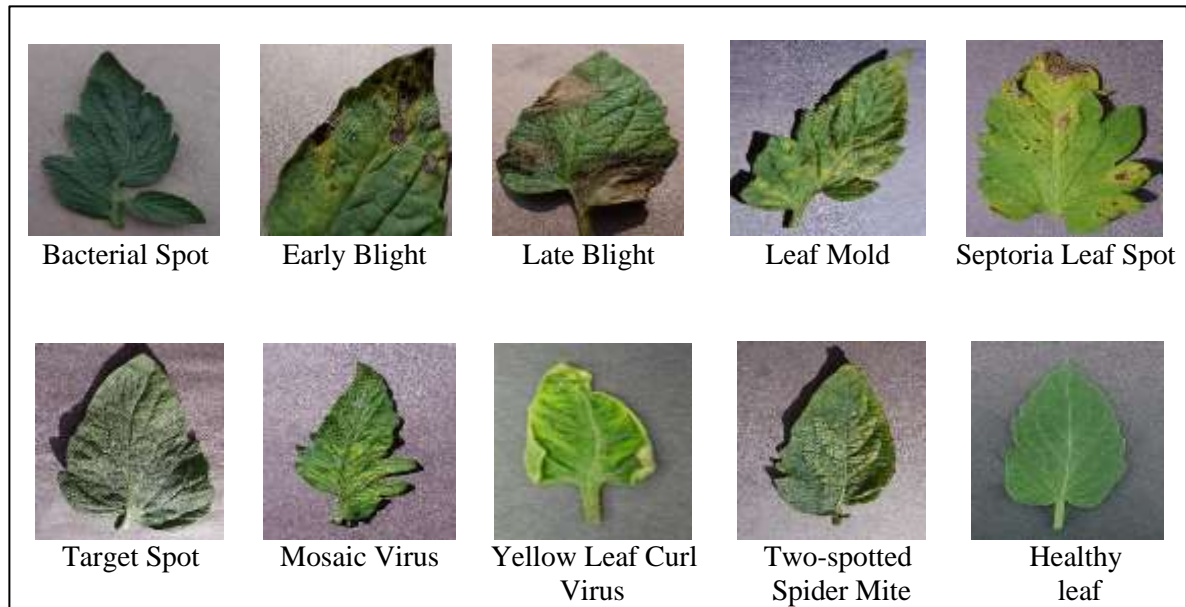 Bacterial Spot
Early Blight
Late Blight
Leaf Mold
Septoria Leaf Spot
Target Spot
Mosaic Virus
Yellow Leaf Curl
Virus
Two-spotted
Spider Mite
Healthy
leaf